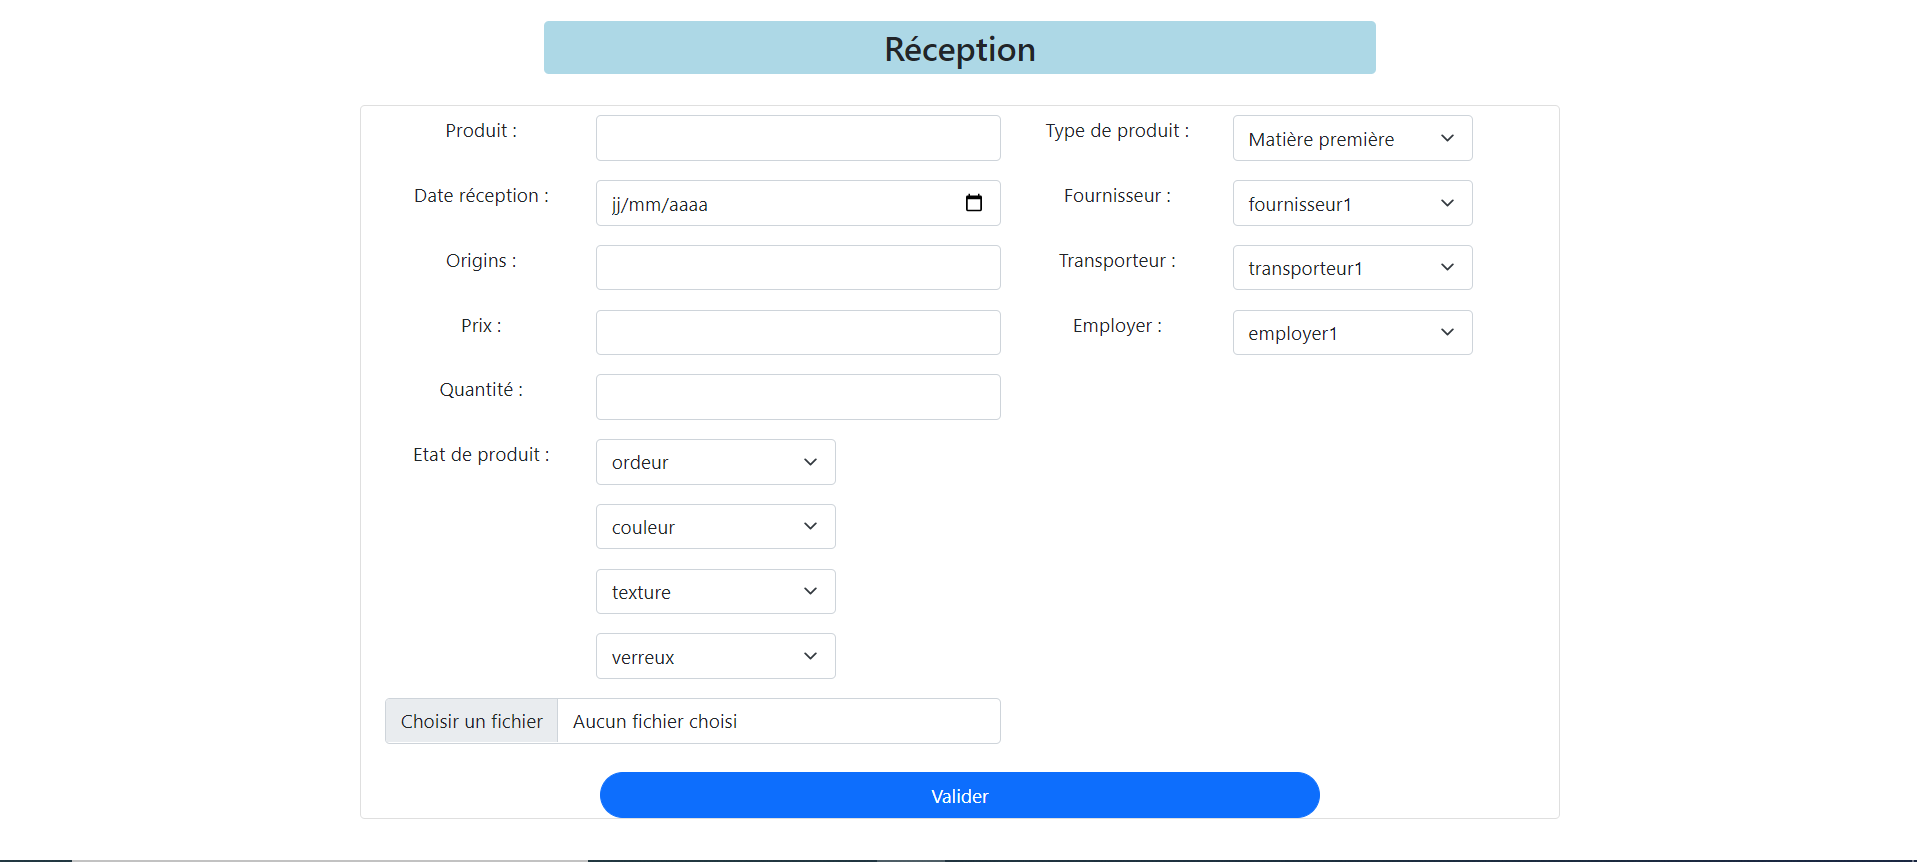 Réception
Produit :
Type de produit :
Matière première
Date réception :
jj/mm/aaaa
Fournisseur :
fournisseur1
Origins :
Transporteur :
transporteur1
Prix :
Employer :
employer1
Quantité :
Etat de produit :
ordeur
couleur
texture
verreux
Choisir un fichier
Aucun fichier choisi
Valider